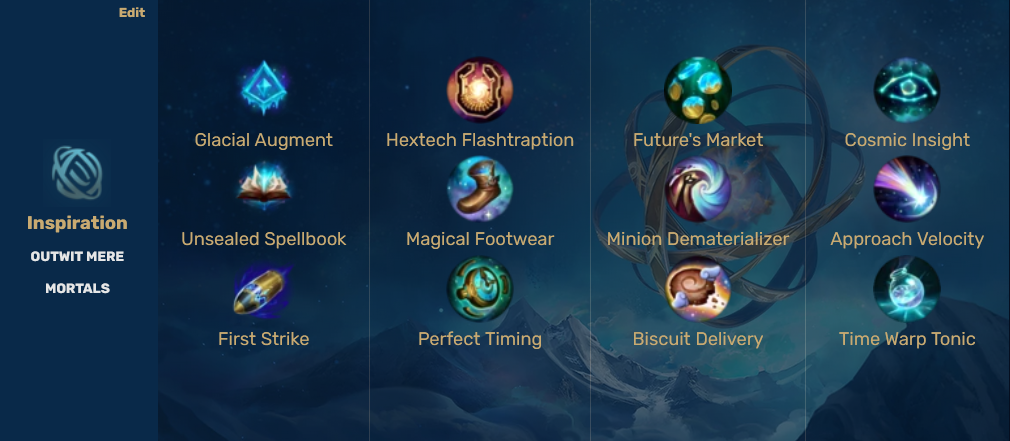 Edit
Inspiration
OUTWIT MERE
MORTALS
Glacial Augment
Hextech Flashtraption
Future's Market
Cosmic Insight
Unsealed Spellbook
Magical Footwear
Minion Dematerializer
Approach Velocity
First Strike
Perfect Timing
Biscuit Delivery
Time Warp Tonic